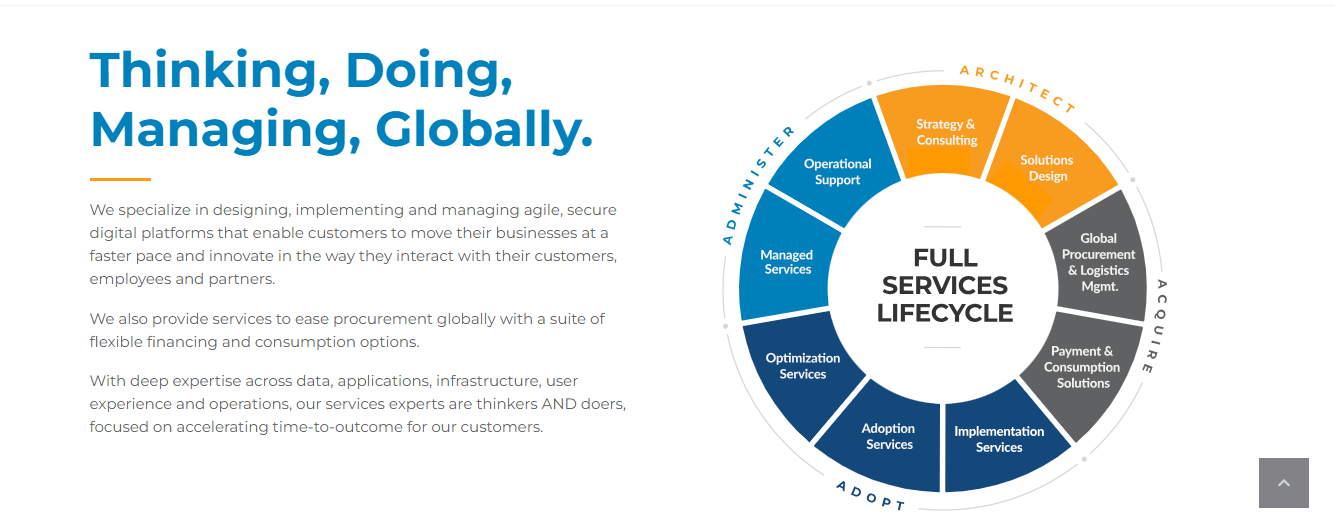 Thinking, Doing,
Managing, Globally.
We specialize in designing, implementing and managing agile, secure
digital platforms that enable customers to move their businesses at a
faster pace and innovate in the way they interact with their customers,
employees and partners.
We also provide services to ease procurement globally with a suite of
flexible financing and consumption options.
With deep expertise across data, applications, infrastructure, user
experience and operations, our services experts are thinkers AND doers,
focused on accelerating time-to-outcome for our customers.
ARCHITECT
Strategy &
Consulting
Solutions
Design
ACQUIRE
Global
Procurement
& Logistics
Mgmt.
Payment &
Consumption
Solutions
ADOPT
Implementation
Services
Adoption
Services
Optimization
Services
ADMINISTER
Managed
Services
Operational
Support
FULL
SERVICES
LIFECYCLE